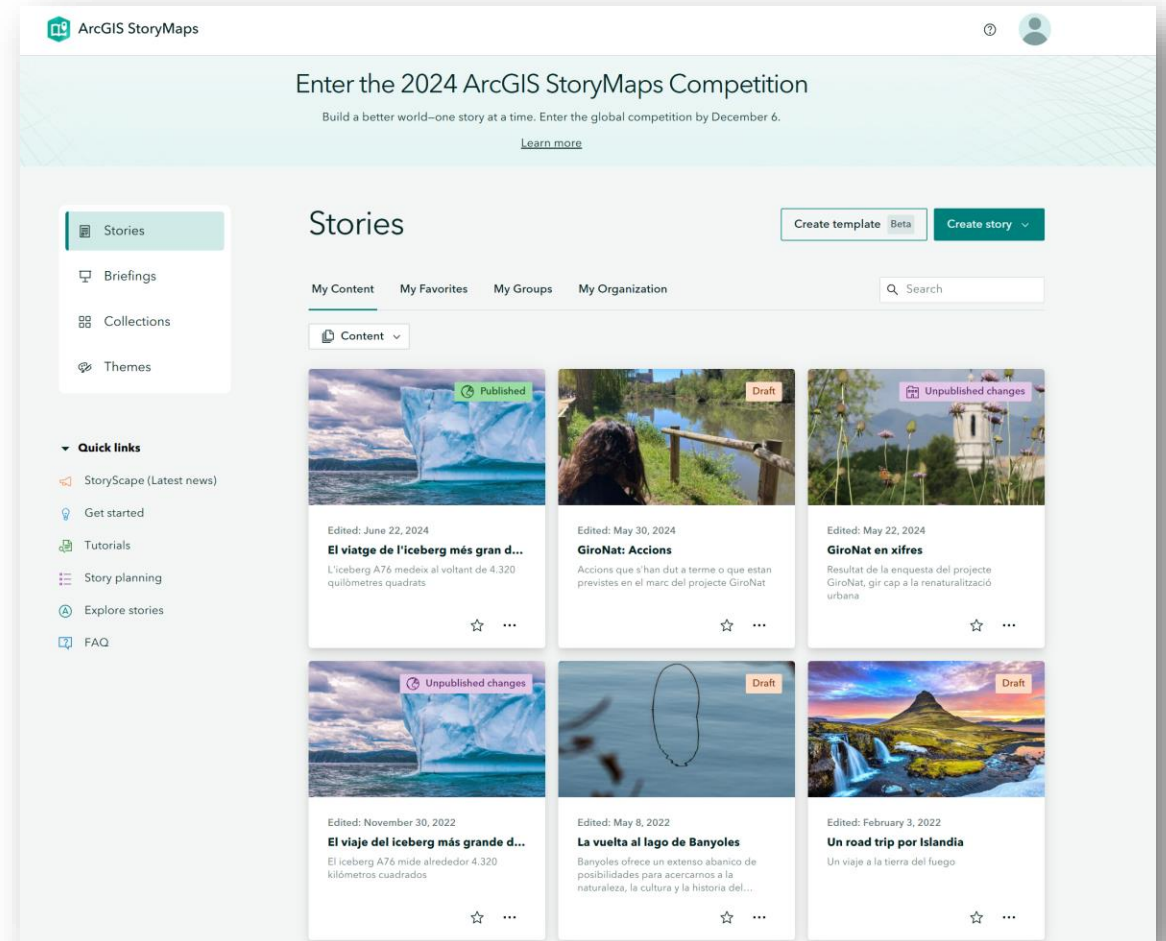 ArcGIS StoryMaps
Enter the 2024 ArcGIS StoryMaps Competition
Build a better world—one story at a time. Enter the global competition by December 6.
Learn more
Stories
Briefings
Collections
Themes
Quick links
StoryScape (Latest news)
Get started
Tutorials
Story planning
Explore stories
FAQ
Stories
Create template Beta
Create story
My Content My Favorites My Groups My Organization
Search
Content
Published
Edited: June 22, 2024
El viatge de l'iceberg més gran d...
L'iceberg A76 medeix al voltant de 4.320
quilòmetres quadrats
Draft
Edited: May 30, 2024
GiroNat: Accions
Accions que s'han dut a terme o que estan
previstes en el marc del projecte GiroNat
Unpublished changes
Edited: May 22, 2024
GiroNat en xifres
Resultat de la enquesta del projecte
GiroNat, gir cap a la renaturalització
urbana
Unpublished changes
Edited: November 30, 2022
El viaje del iceberg más grande d...
El iceberg A76 mide alrededor 4.320
kilómetros cuadrados
Draft
Edited: May 8, 2022
La vuelta al lago de Banyoles
Banyoles ofrece un extenso abanico de
posibilidades para acercarnos a la
naturaleza, la cultura y la historia del...
Draft
Edited: February 3, 2022
Un road trip por Islandia
Un viaje a la tierra del fuego